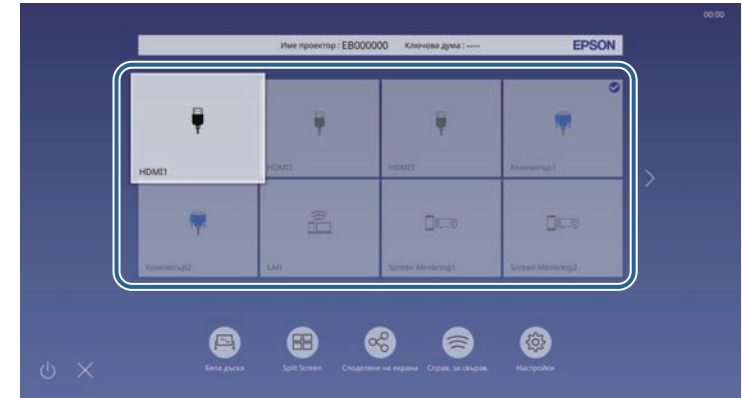 00:00
Име проектор : EB000000 Ключова дума : ---- EPSON
HDMI1 HDMI2 HDMI3 Компютър1
Компютър2 LAN Screen Mirroring1 Screen Mirroring2
Бяла дъска Split Screen Споделяне на екрана Справ. за свърэв. Настройки